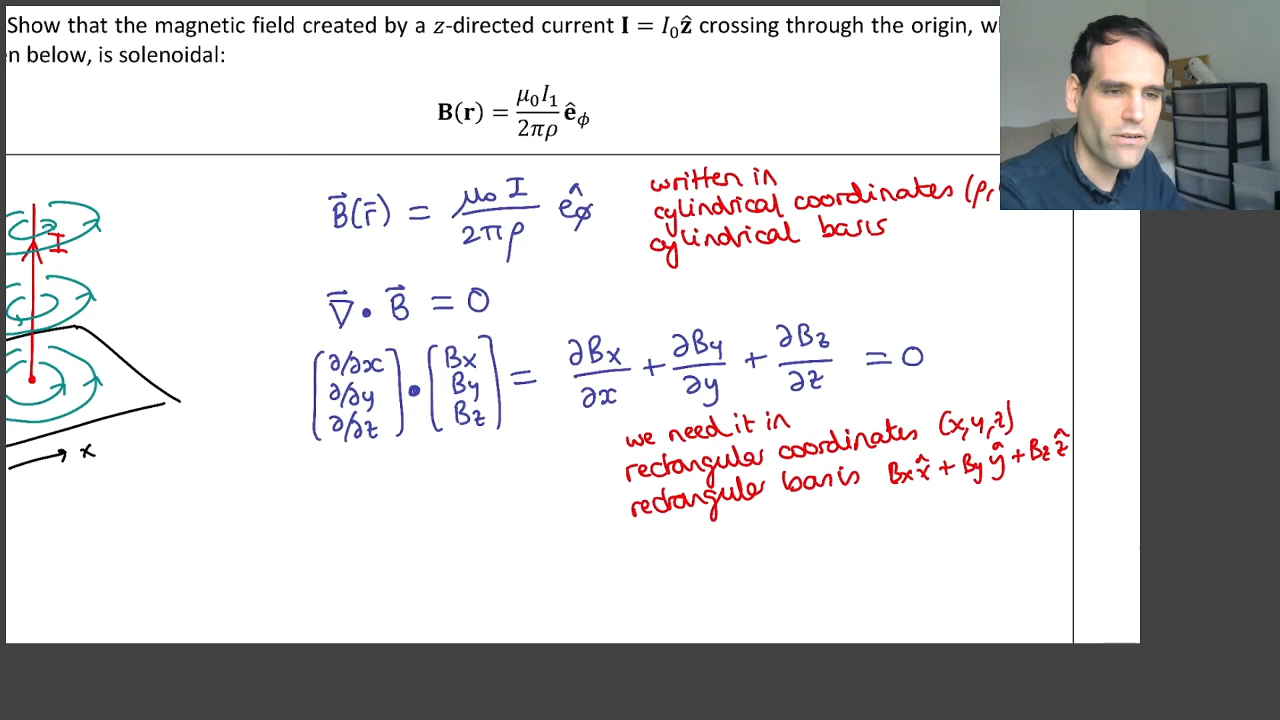 Show that the magnetic field created by a z-directed current I = I₀ẑ crossing through the origin,
n below, is solenoidal:
B(r) = μ₀I₁/2πρ ê_ϕ
B⃗(r⃗) = μ₀ I/2πρ ê_ϕ
written in
cylindrical coordinates (ρ,
cylindrical basis
I
∇⃗ • B⃗ = 0
(∂/∂x ∂/∂y ∂/∂z) • [Bx By Bz] = ∂Bx/∂x + ∂By/∂y + ∂Bz/∂z = 0
x
we need it in
rectangular coordinates (x,y,z)
rectangular basis Bx x̂ + By ŷ + Bz ẑ